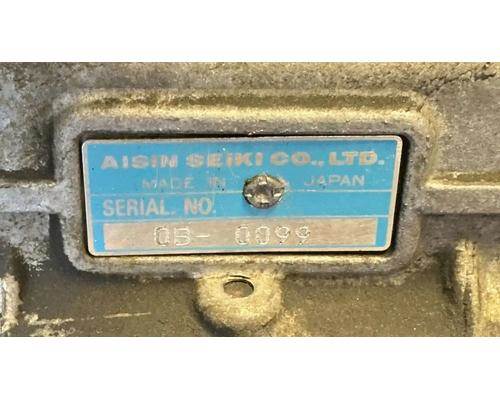 AISIN SEIKI CO., LTD.
MADE IN JAPAN
SERIAL. NO.
0B- 0099